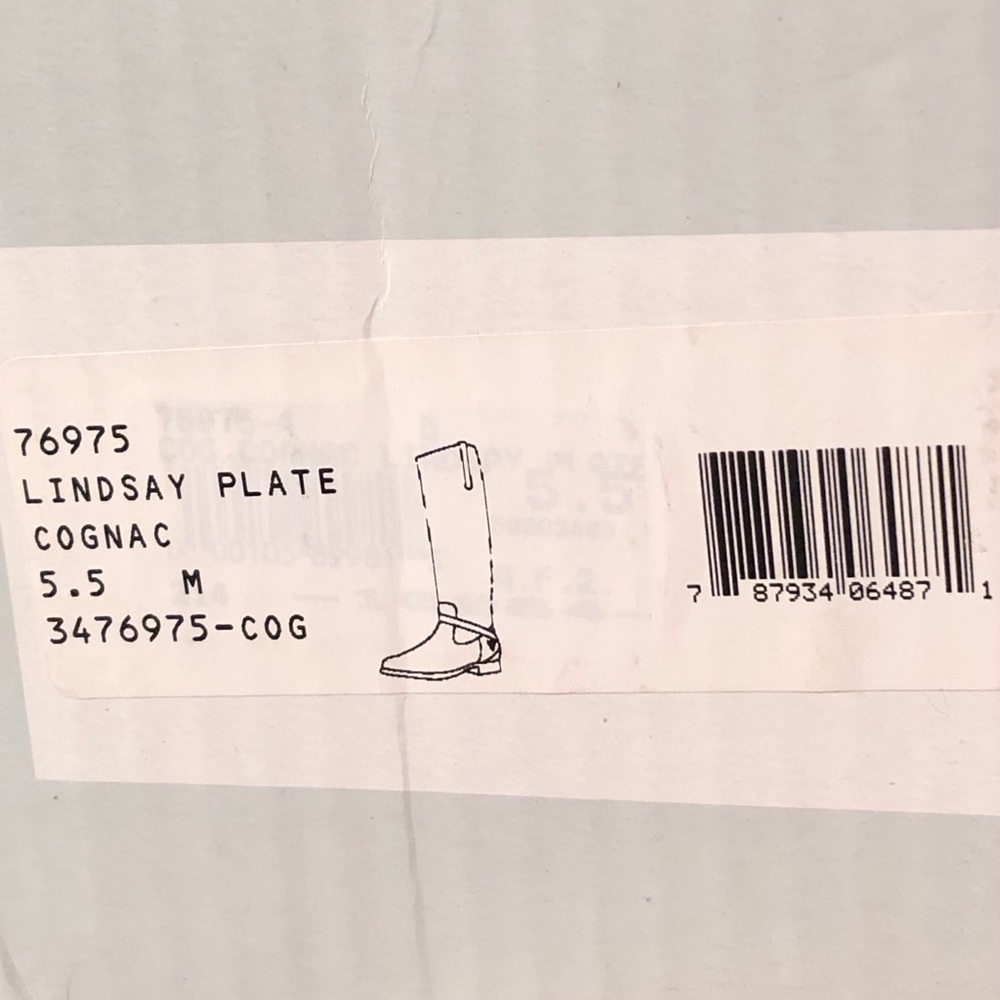 76975
LINDSAY PLATE
COGNAC
5.5 M
3476975-COG
7 87934 06487 1